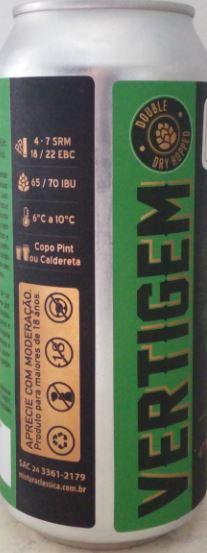 4 - 7 SRM
18 / 22 EBC
65 / 70 IBU
6°C a 10°C
Copo Pint
ou Caldereta
APRECIE COM MODERAÇÃO.
Produto para maiores de 18 anos.
18
SAC 24 3361-2179
misturaclassica.com.br
DOUBLE
DRY HOPPED
VERTIGEM